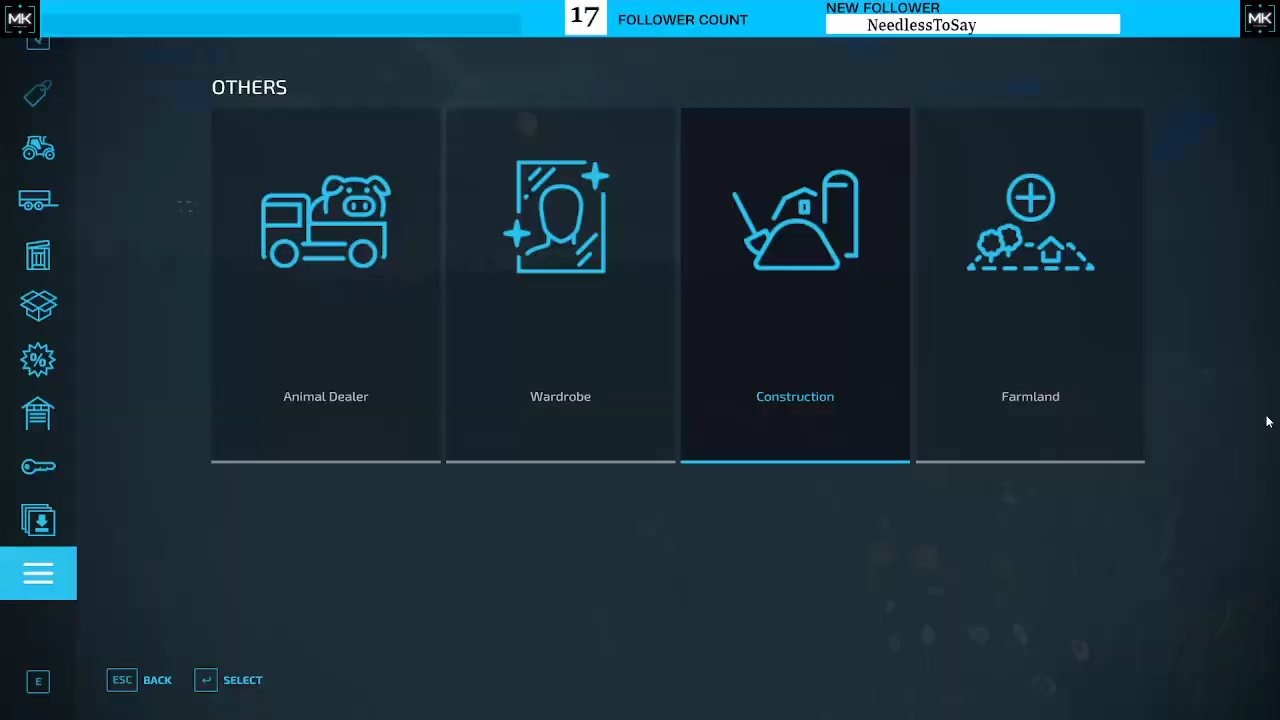 MK
17
FOLLOWER COUNT
NEW FOLLOWER
NeedlessToSay
MK
OTHERS
Animal Dealer
Wardrobe
Construction
Farmland
E
ESC
BACK
SELECT